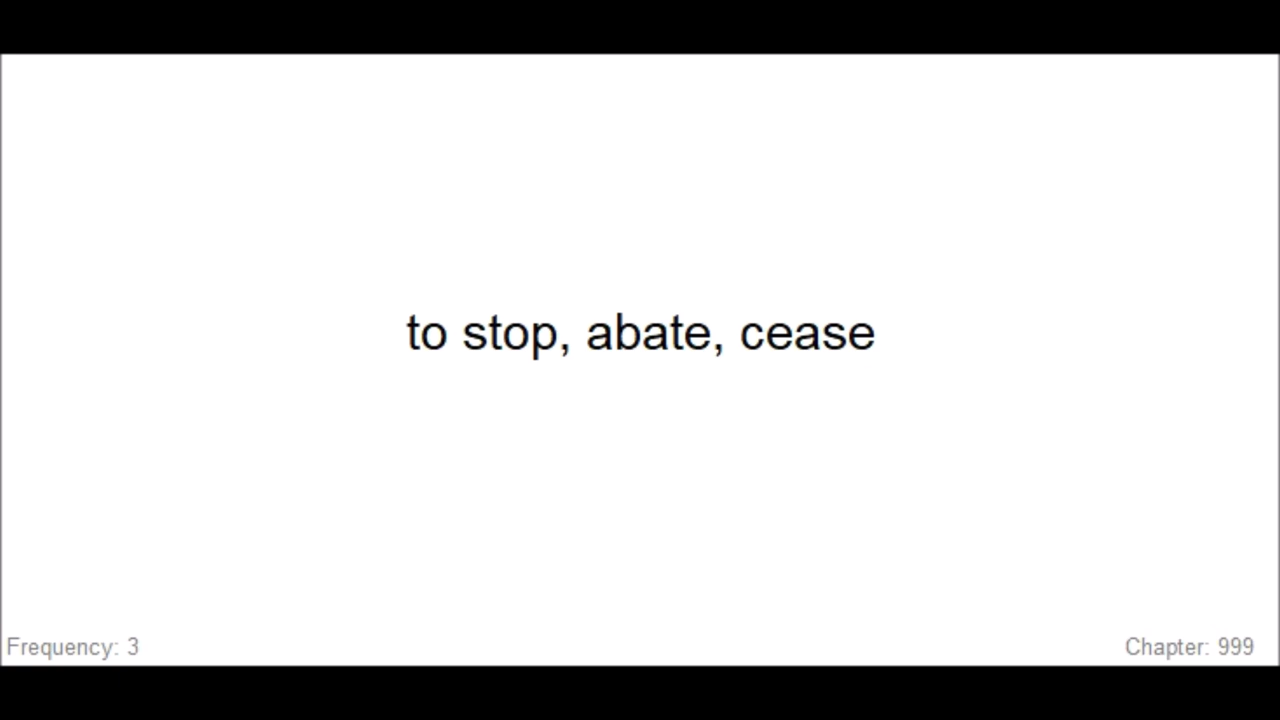 to stop, abate, cease
Frequency: 3
Chapter: 999